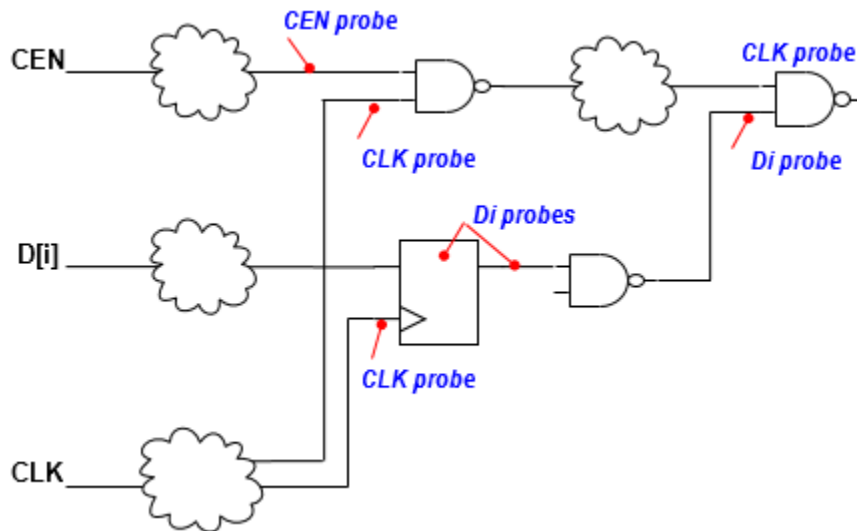 CEN probe
CLK probe
CEN
CLK probe
Di probe
Di probes
D[i]
CLK probe
CLK